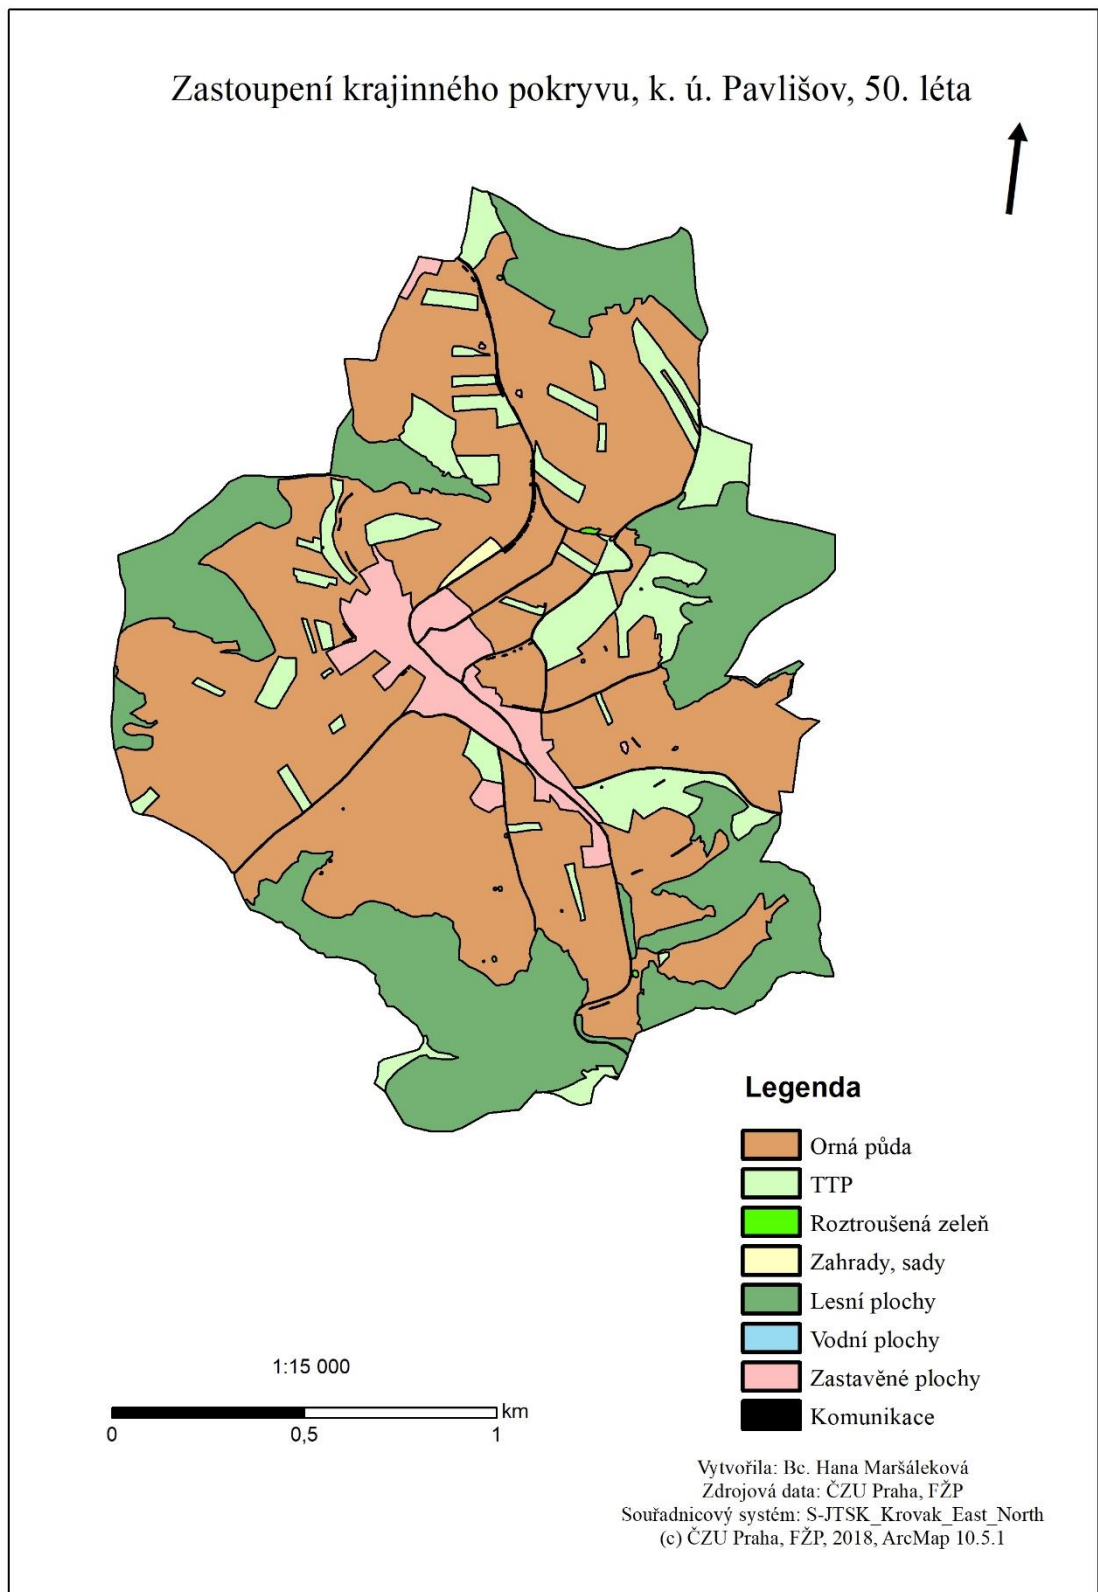 Zastoupení krajinného pokryvu, k. ú. Pavlišov, 50. léta
Legenda
Orná půda
TTP
Roztroušená zeleň
Zahrady, sady
Lesní plochy
Vodní plochy
Zastavěné plochy
Komunikace
1:15 000
km
0 0,5 1
Vytvořila: Bc. Hana Maršáleková
Zdrojová data: ČZU Praha, FŽP
Souřadnicový systém: S-JTSK_Krovak_East_North
(c) ČZU Praha, FŽP, 2018, ArcMap 10.5.1